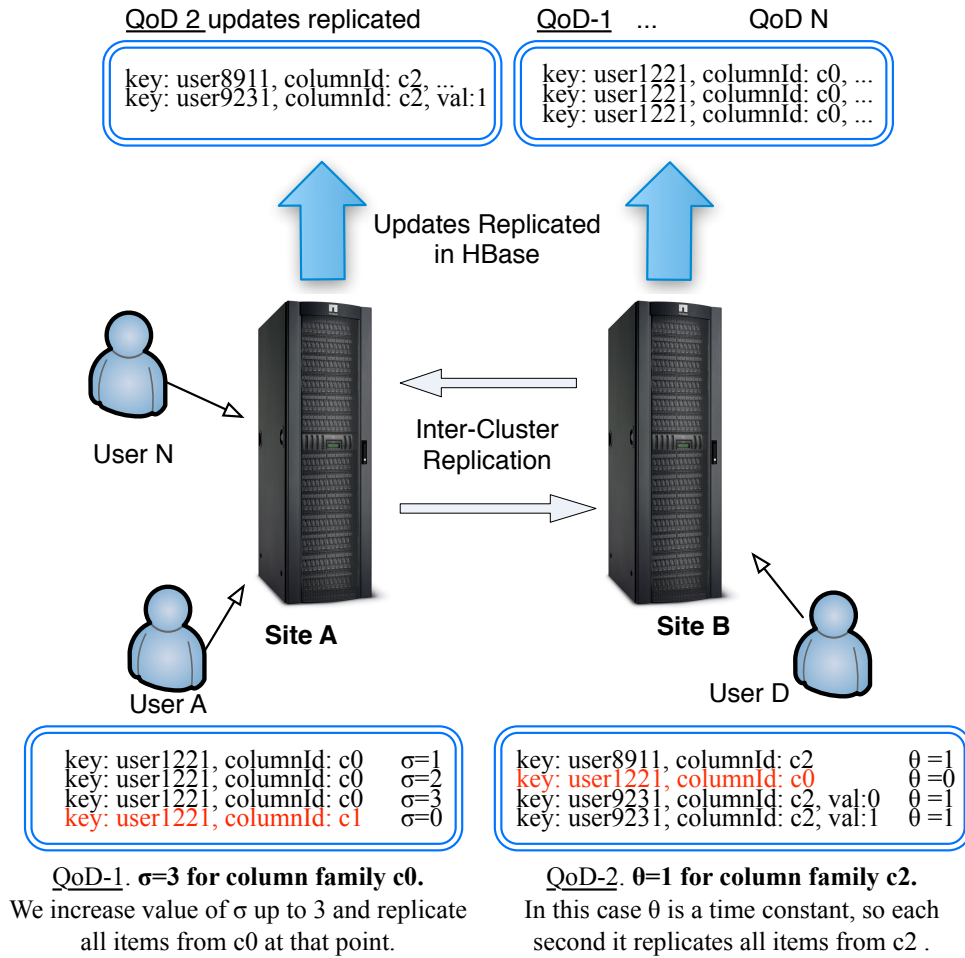 QoD 2 updates replicated
QoD-1 ... QoD N
key: user8911, columnId: c2, ...
key: user9231, columnId: c2, val:1
key: user1221, columnId: c0, ...
key: user1221, columnId: c0, ...
key: user1221, columnId: c0, ...
Updates Replicated
in HBase
User N
Inter-Cluster
Replication
Site A
Site B
User A
User D
key: user1221, columnId: c0 σ=1
key: user1221, columnId: c0 σ=2
key: user1221, columnId: c0 σ=3
key: user1221, columnId: c1 σ=0
key: user8911, columnId: c2 θ =1
key: user1221, columnId: c0 θ =0
key: user9231, columnId: c2, val:0 θ =1
key: user9231, columnId: c2, val:1 θ =1
QoD-1. σ=3 for column family c0.
We increase value of σ up to 3 and replicate
all items from c0 at that point.
QoD-2. θ=1 for column family c2.
In this case θ is a time constant, so each
second it replicates all items from c2 .